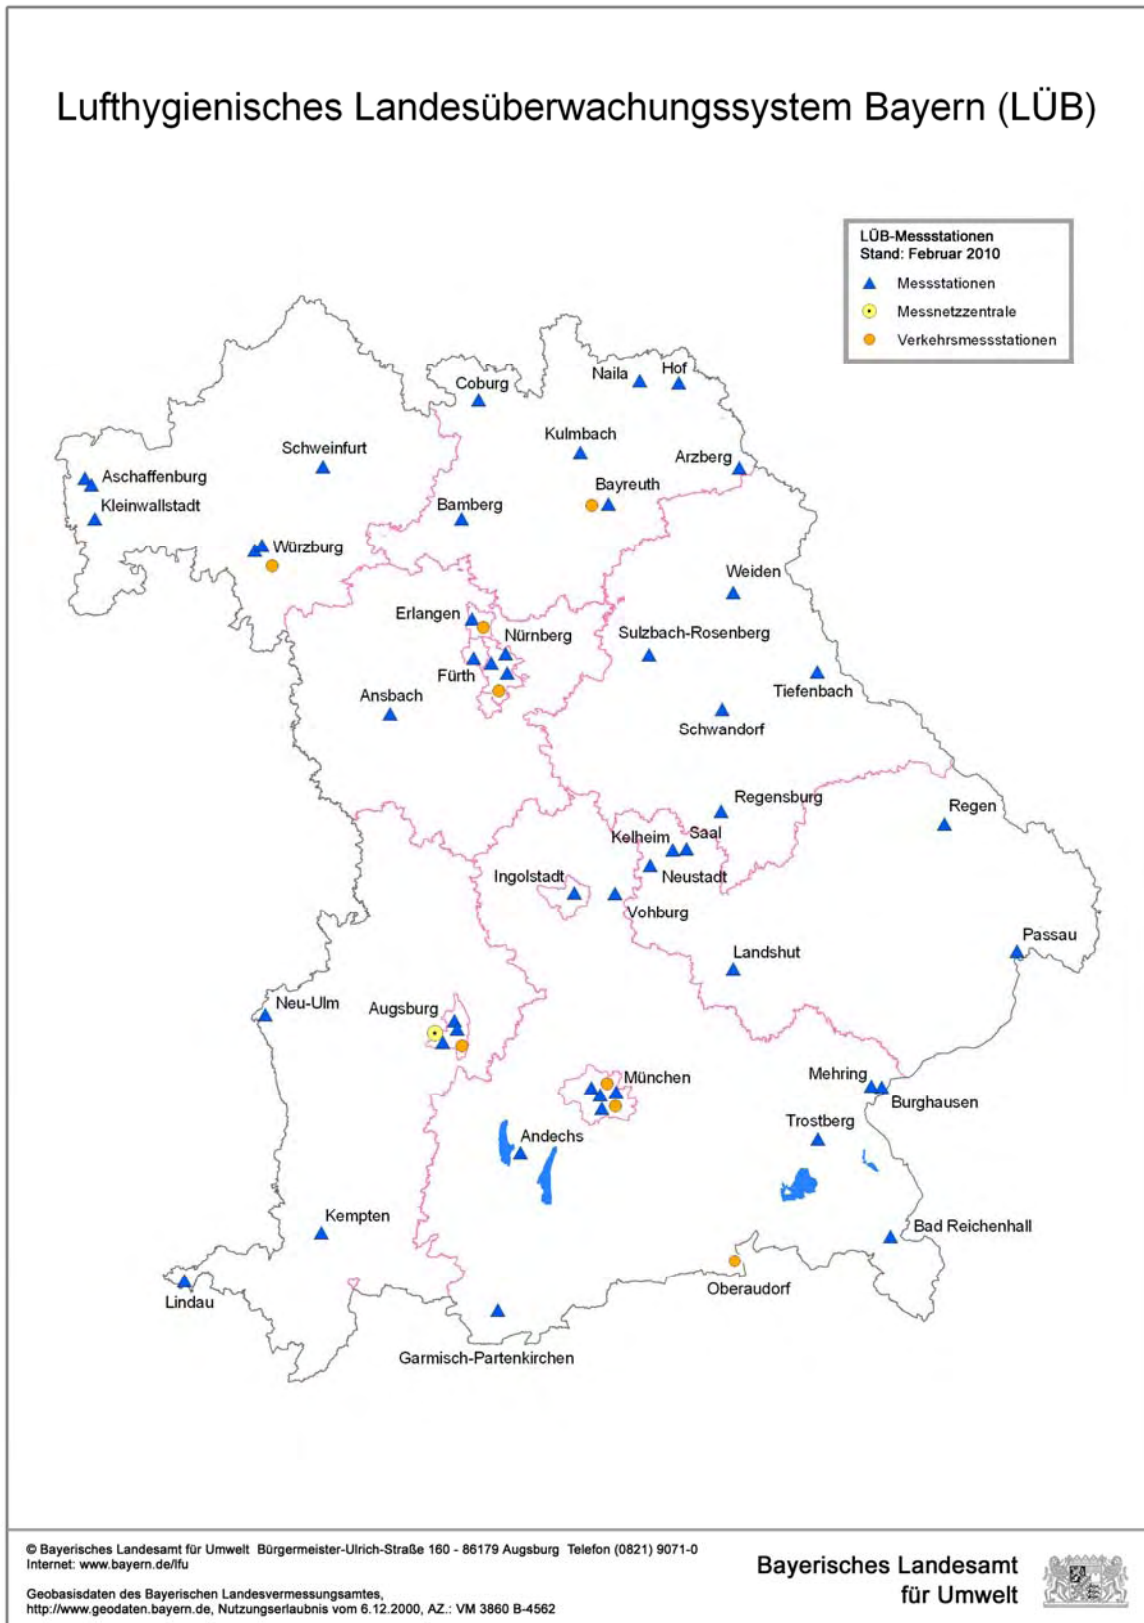 Lufthygienisches Landesüberwachungssystem Bayern (LÜB)
LÜB-Messstationen
Stand: Februar 2010
Messstationen
Messnetzzentrale
Verkehrsmessstationen
Naila
Hof
Coburg
Kulmbach
Schweinfurt
Arzberg
Aschaffenburg
Bayreuth
Kleinwallstadt
Bamberg
Würzburg
Weiden
Erlangen
Nürnberg
Sulzbach-Rosenberg
Fürth
Tiefenbach
Ansbach
Schwandorf
Regensburg
Regen
Kelheim
Saal
Ingolstadt
Neustadt
Vohburg
Passau
Landshut
Neu-Ulm
Augsburg
Mehring
München
Burghausen
Trostberg
Andechs
Kempten
Bad Reichenhall
Oberaudorf
Lindau
Garmisch-Partenkirchen
© Bayerisches Landesamt für Umwelt Bürgermeister-Ulrich-Straße 160 - 86179 Augsburg Telefon (0821) 9071-0
Internet: www.bayern.de/lfu
Geobasisdaten des Bayerischen Landesvermessungsamtes,
http://www.geodaten.bayern.de, Nutzungserlaubnis vom 6.12.2000, AZ.: VM 3860 B-4562
Bayerisches Landesamt
für Umwelt